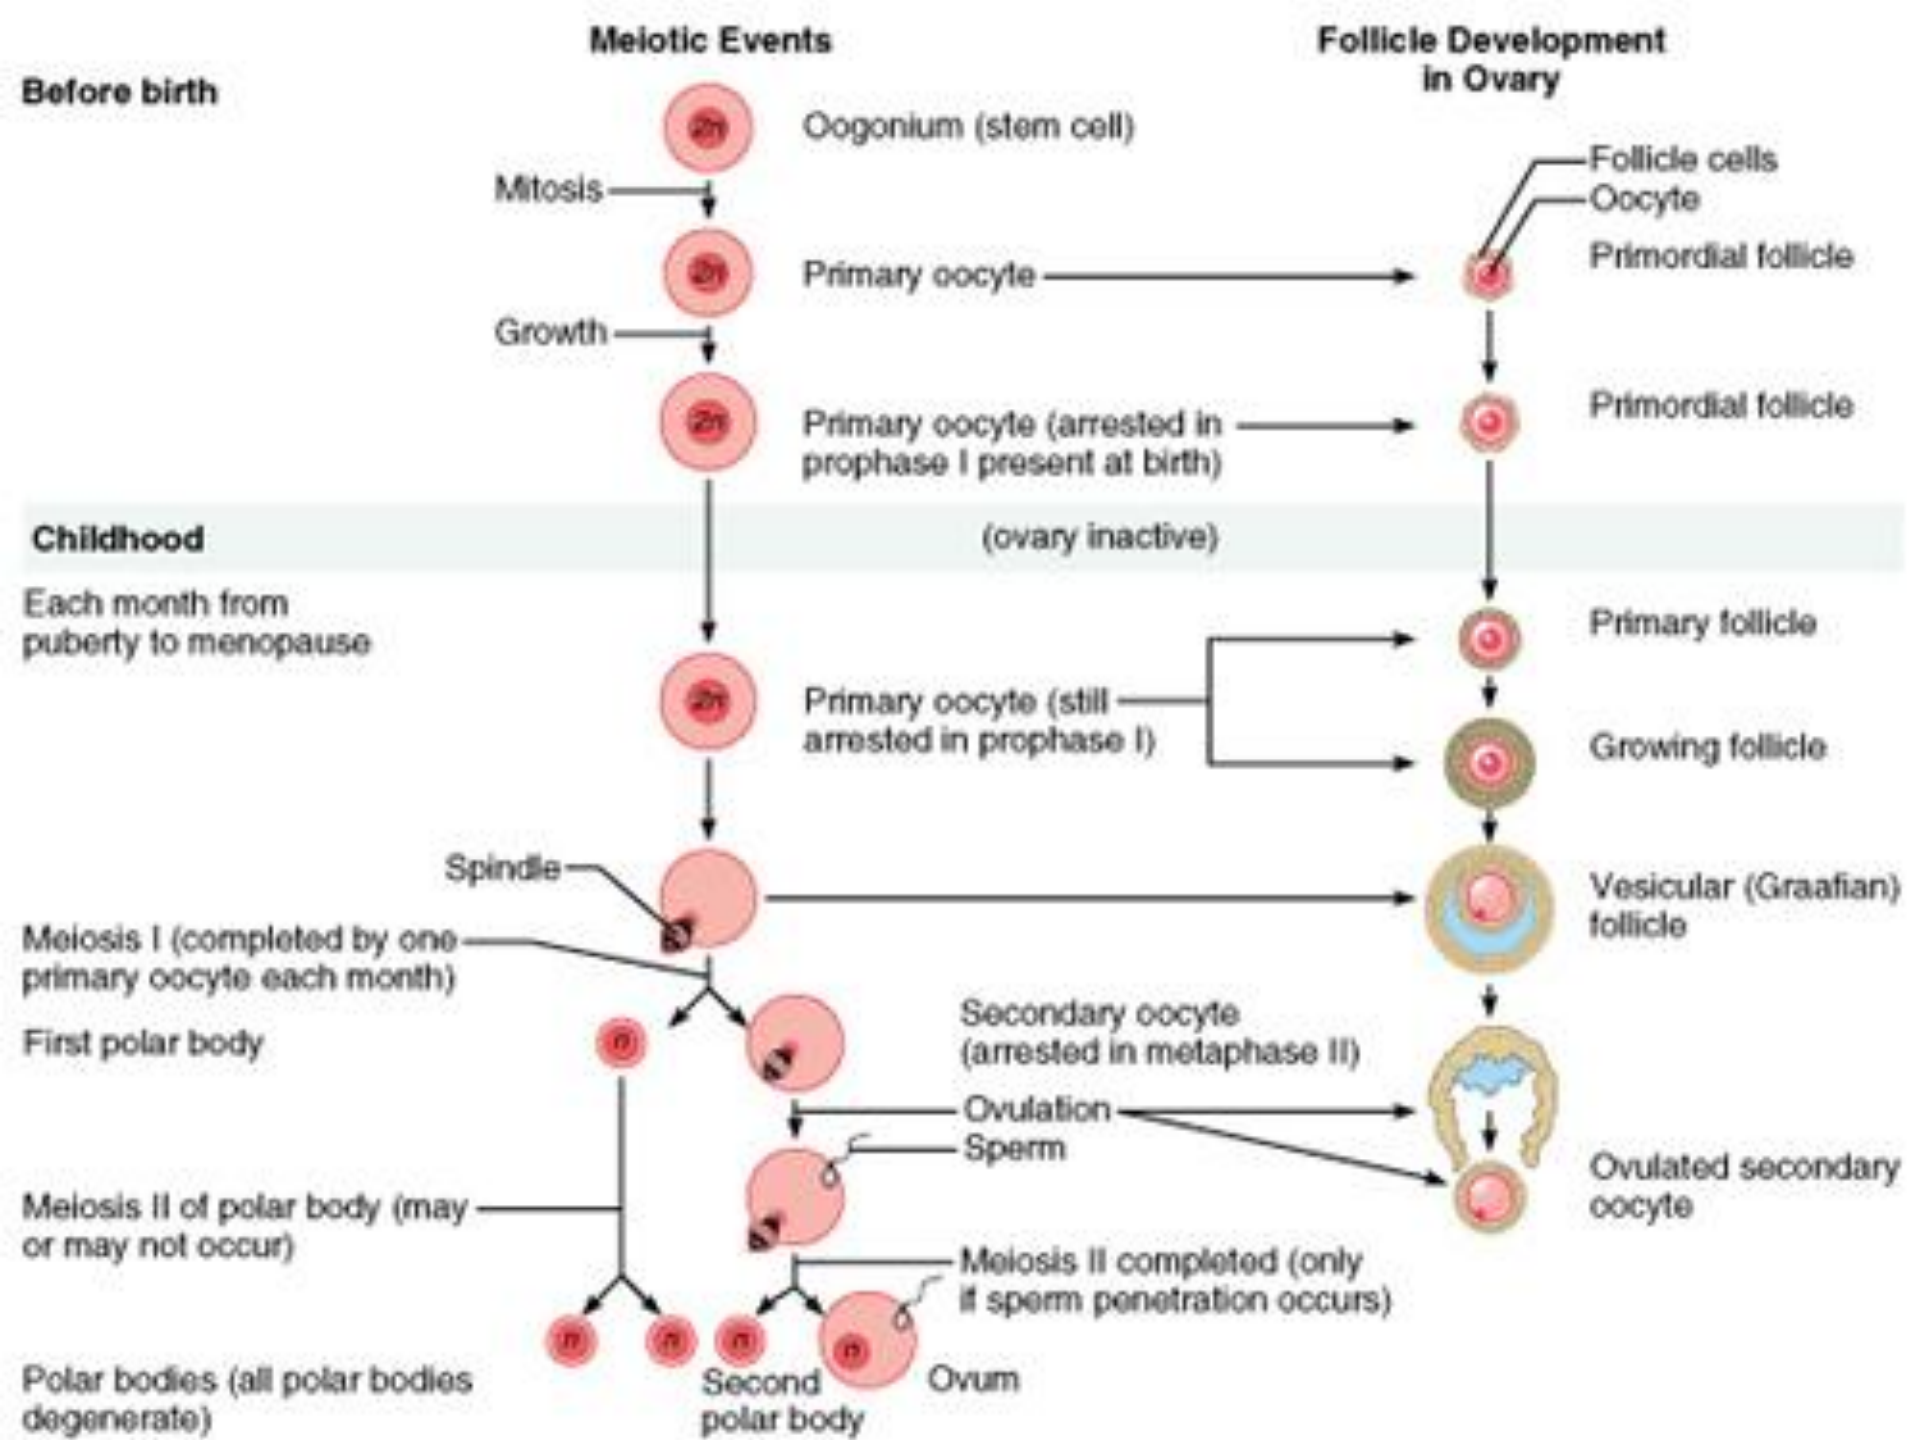 Meiotic Events
Follicle Development
in Ovary
Before birth
2n
Oogonium (stem cell)
Follicle cells
Mitosis
Oocyte
2n
Primary oocyte
Primordial follicle
Growth
2n
Primary oocyte (arrested in
prophase I present at birth)
Primordial follicle
Childhood
(ovary inactive)
Each month from
puberty to menopause
Primary follicle
2n
Primary oocyte (still
arrested in prophase I)
Growing follicle
Spindle
Vesicular (Graafian)
follicle
Meiosis I (completed by one
primary oocyte each month)
First polar body
n
Secondary oocyte
(arrested in metaphase II)
Ovulation
Sperm
Ovulated secondary
oocyte
Meiosis II of polar body (may
or may not occur)
Meiosis II completed (only
if sperm penetration occurs)
n
n
n
n
Polar bodies (all polar bodies
degenerate)
Second
polar body
Ovum